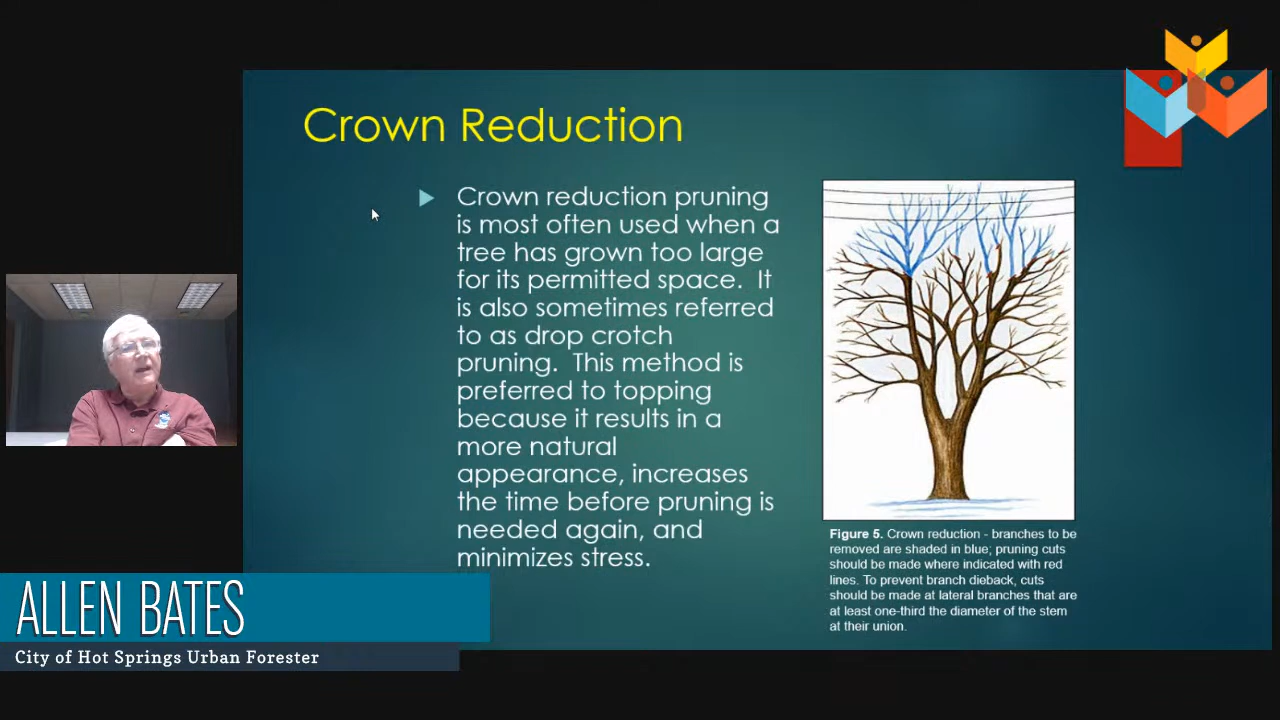 Crown Reduction
Crown reduction pruning
is most often used when a
tree has grown too large
for its permitted space.  It
is also sometimes referred
to as drop crotch
pruning.  This method is
preferred to topping
because it results in a
more natural
appearance, increases
the time before pruning is
needed again, and
minimizes stress.
Figure 5. Crown reduction - branches to be
removed are shaded in blue; pruning cuts
should be made where indicated with red
lines. To prevent branch dieback, cuts
should be made at lateral branches that are
at least one-third the diameter of the stem
at their union.
ALLEN BATES
City of Hot Springs Urban Forester